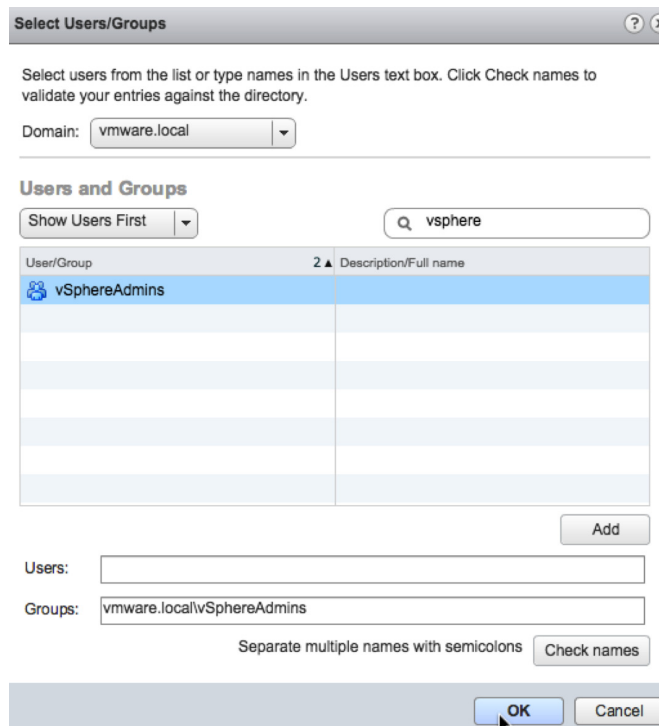 Select Users/Groups
?
Select users from the list or type names in the Users text box. Click Check names to
validate your entries against the directory.
Domain: vmware.local
Users and Groups
Show Users First vsphere
User/Group 2 ▲ Description/Full name
vSphereAdmins
Add
Users:
Groups: vmware.local\vSphereAdmins
Separate multiple names with semicolons Check names
OK Cancel